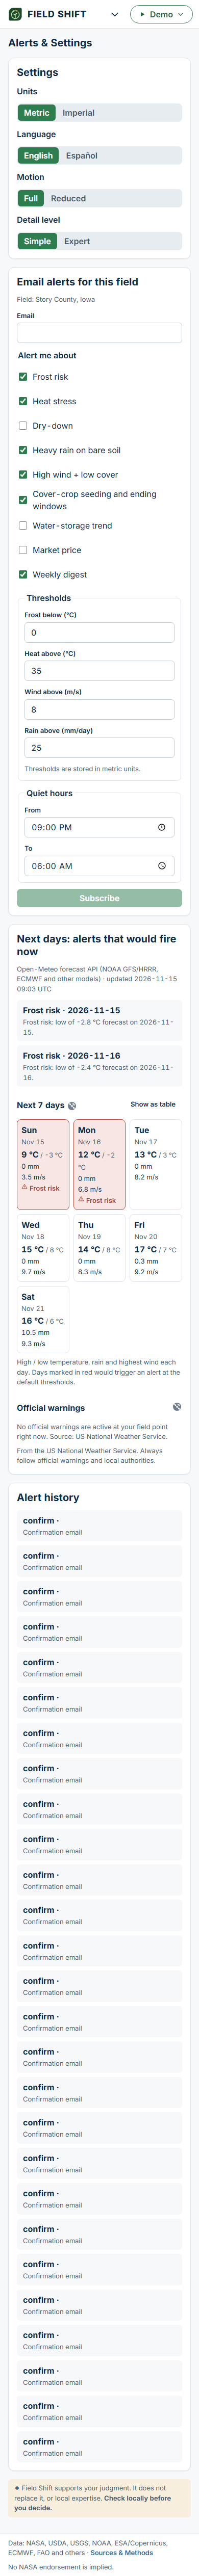 FIELD SHIFT
Demo
Alerts & Settings
Settings
Units
Metric Imperial
Language
English Español
Motion
Full Reduced
Detail level
Simple Expert
Email alerts for this field
Field: Story County, Iowa
Email
Alert me about
Frost risk
Heat stress
Dry-down
Heavy rain on bare soil
High wind + low cover
Cover-crop seeding and ending
windows
Water-storage trend
Market price
Weekly digest
Thresholds
Frost below (°C)
0
Heat above (°C)
35
Wind above (m/s)
8
Rain above (mm/day)
25
Thresholds are stored in metric units.
Quiet hours
From
09:00 PM
To
06:00 AM
Subscribe
Next days: alerts that would fire
now
Open-Meteo forecast API (NOAA GFS/HRRR,
ECMWF and other models) · updated 2026-11-15
09:03 UTC
Frost risk · 2026-11-15
Frost risk: low of -2.8 °C forecast on 2026-11-
15.
Frost risk · 2026-11-16
Frost risk: low of -2.4 °C forecast on 2026-11-
16.
Next 7 days
Show as table
Sun
Nov 15
9 °C / -3 °C
0 mm
3.5 m/s
Frost risk
Mon
Nov 16
12 °C / -2
°C
0 mm
6.8 m/s
Frost risk
Tue
Nov 17
13 °C / 3 °C
0 mm
8.2 m/s
Wed
Nov 18
15 °C / 8 °C
0 mm
9.7 m/s
Thu
Nov 19
14 °C / 8 °C
0 mm
8.3 m/s
Fri
Nov 20
17 °C / 7 °C
0.3 mm
9.2 m/s
Sat
Nov 21
16 °C / 6 °C
10.5 mm
9.3 m/s
High / low temperature, rain and highest wind each
day. Days marked in red would trigger an alert at the
default thresholds.
Official warnings
No official warnings are active at your field point
right now. Source: US National Weather Service.
From the US National Weather Service. Always
follow official warnings and local authorities.
Alert history
confirm ·
Confirmation email
confirm ·
Confirmation email
confirm ·
Confirmation email
confirm ·
Confirmation email
confirm ·
Confirmation email
confirm ·
Confirmation email
confirm ·
Confirmation email
confirm ·
Confirmation email
confirm ·
Confirmation email
confirm ·
Confirmation email
confirm ·
Confirmation email
confirm ·
Confirmation email
confirm ·
Confirmation email
confirm ·
Confirmation email
confirm ·
Confirmation email
confirm ·
Confirmation email
confirm ·
Confirmation email
confirm ·
Confirmation email
confirm ·
Confirmation email
confirm ·
Confirmation email
confirm ·
Confirmation email
confirm ·
Confirmation email
confirm ·
Confirmation email
confirm ·
Confirmation email
confirm ·
Confirmation email
confirm ·
Confirmation email
confirm ·
Confirmation email
Field Shift supports your judgment. It does not
replace it, or local expertise. Check locally before
you decide.
Data: NASA, USDA, USGS, NOAA, ESA/Copernicus,
ECMWF, FAO and others · Sources & Methods
No NASA endorsement is implied.